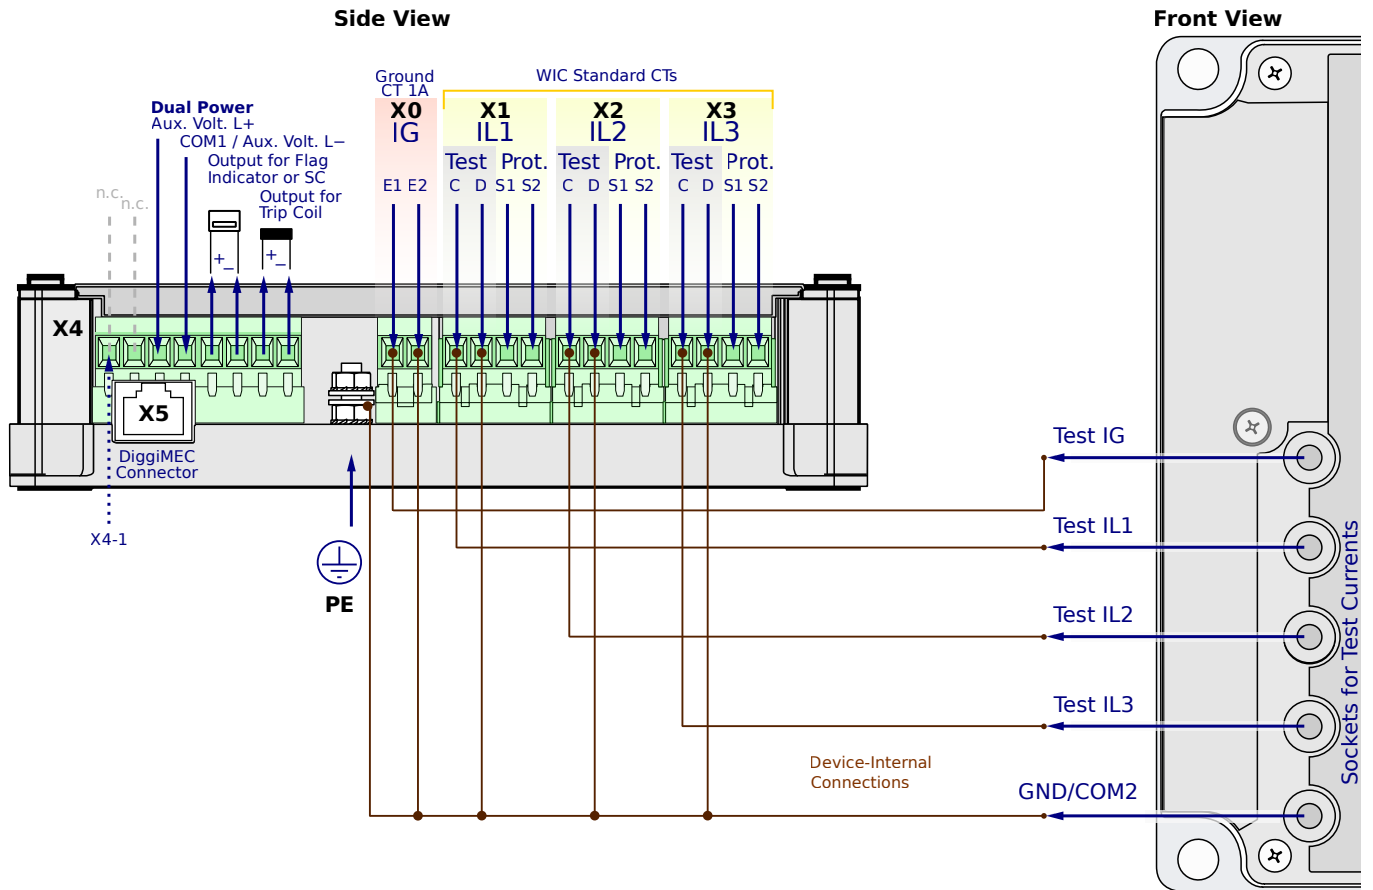 Side View
Front View
Ground
CT 1A
WIC Standard CTs
Dual Power
Aux. Volt. L+
COM1 / Aux. Volt. L−
Output for Flag
Indicator or SC
Output for
Trip Coil
n.c.
n.c.
+
−
+
−
X0
IG
E1 E2
X1
IL1
Test Prot.
C D S1 S2
X2
IL2
Test Prot.
C D S1 S2
X3
IL3
Test Prot.
C D S1 S2
X4
X5
DiggiMEC
Connector
X4-1
PE
Test IG
Test IL1
Test IL2
Test IL3
GND/COM2
Device-Internal
Connections
Sockets for Test Currents